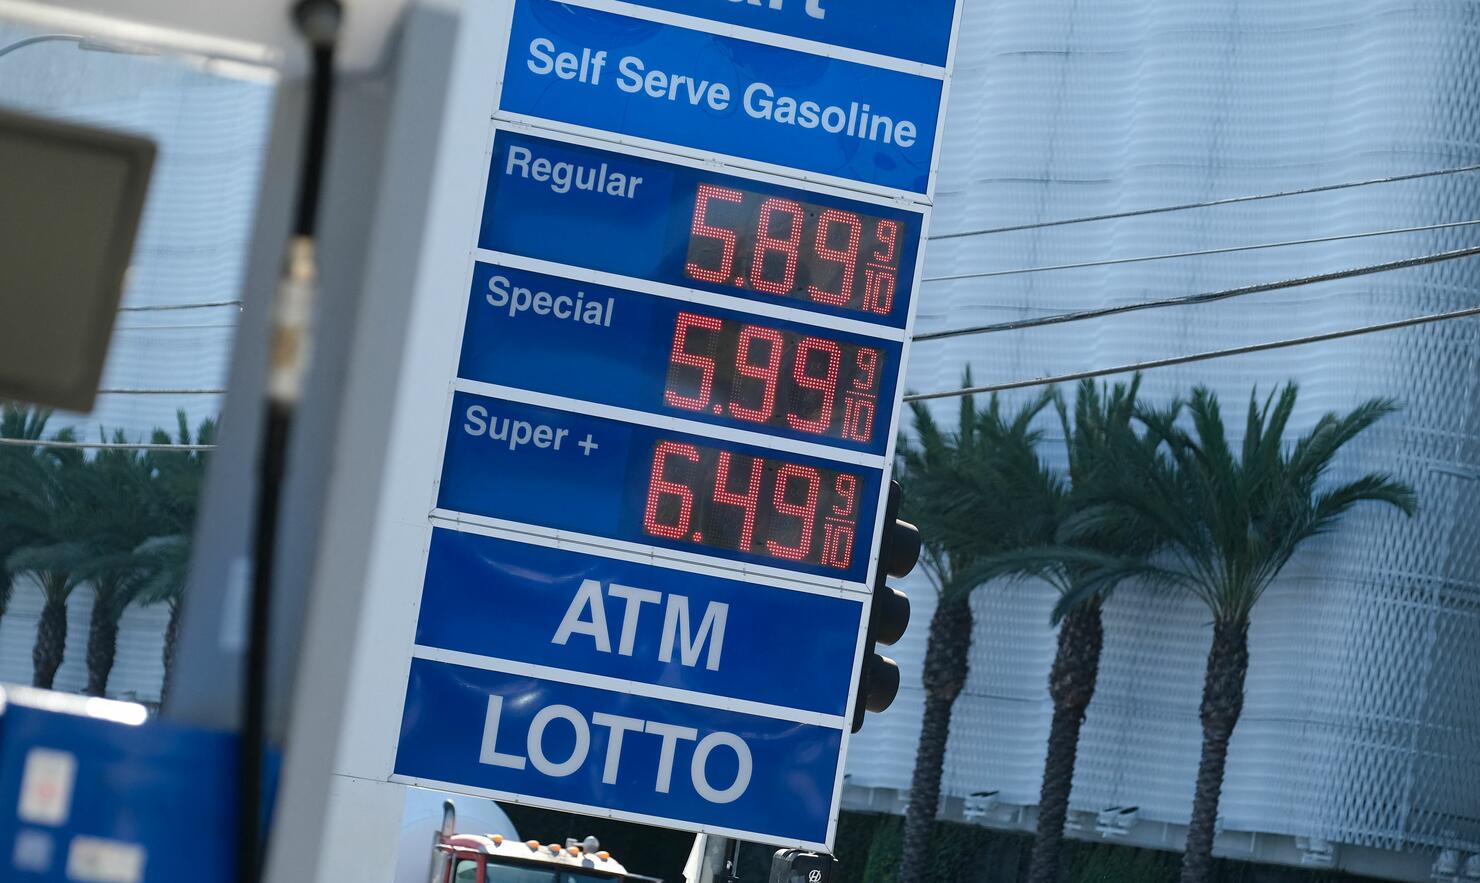 Self Serve Gasoline
Regular 5.89 9/10
Special 5.99 9/10
Super + 6.49 9/10
ATM
LOTTO